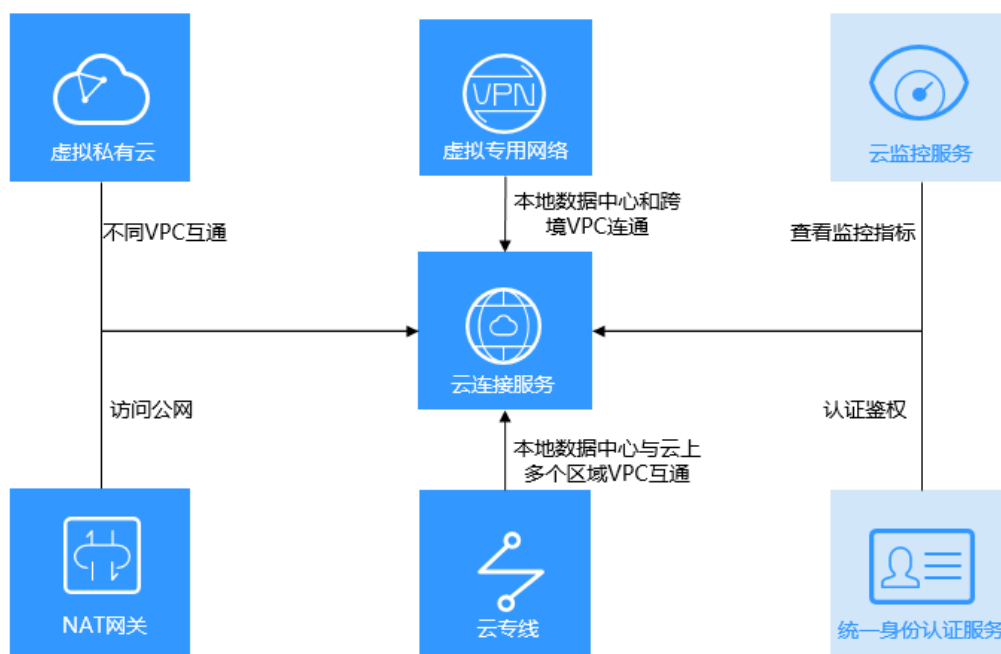 虚拟私有云
VPN
虚拟专用网络
云监控服务
不同VPC互通
本地数据中心和跨
境VPC连通
查看监控指标
云连接服务
访问公网
认证鉴权
本地数据中心与云上
多个区域VPC互通
NAT网关
云专线
统一身份认证服务